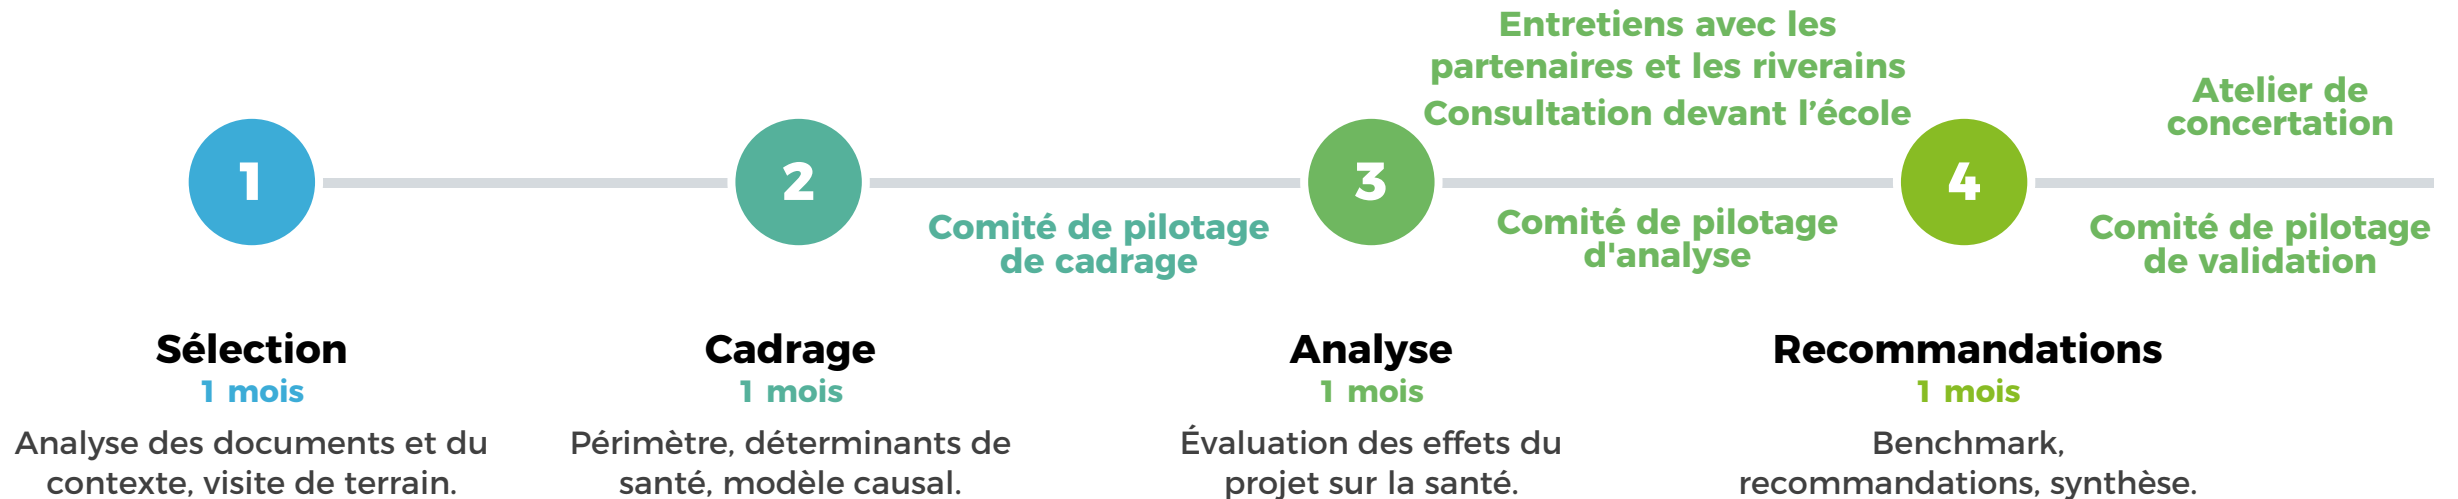 Entretiens avec les
partenaires et les riverains
Consultation devant l’école
Atelier de
concertation
1
2
3
4
Comité de pilotage
de cadrage
Comité de pilotage
d'analyse
Comité de pilotage
de validation
Sélection
1 mois
Analyse des documents et du
contexte, visite de terrain.
Cadrage
1 mois
Périmètre, déterminants de
santé, modèle causal.
Analyse
1 mois
Évaluation des effets du
projet sur la santé.
Recommandations
1 mois
Benchmark,
recommandations, synthèse.